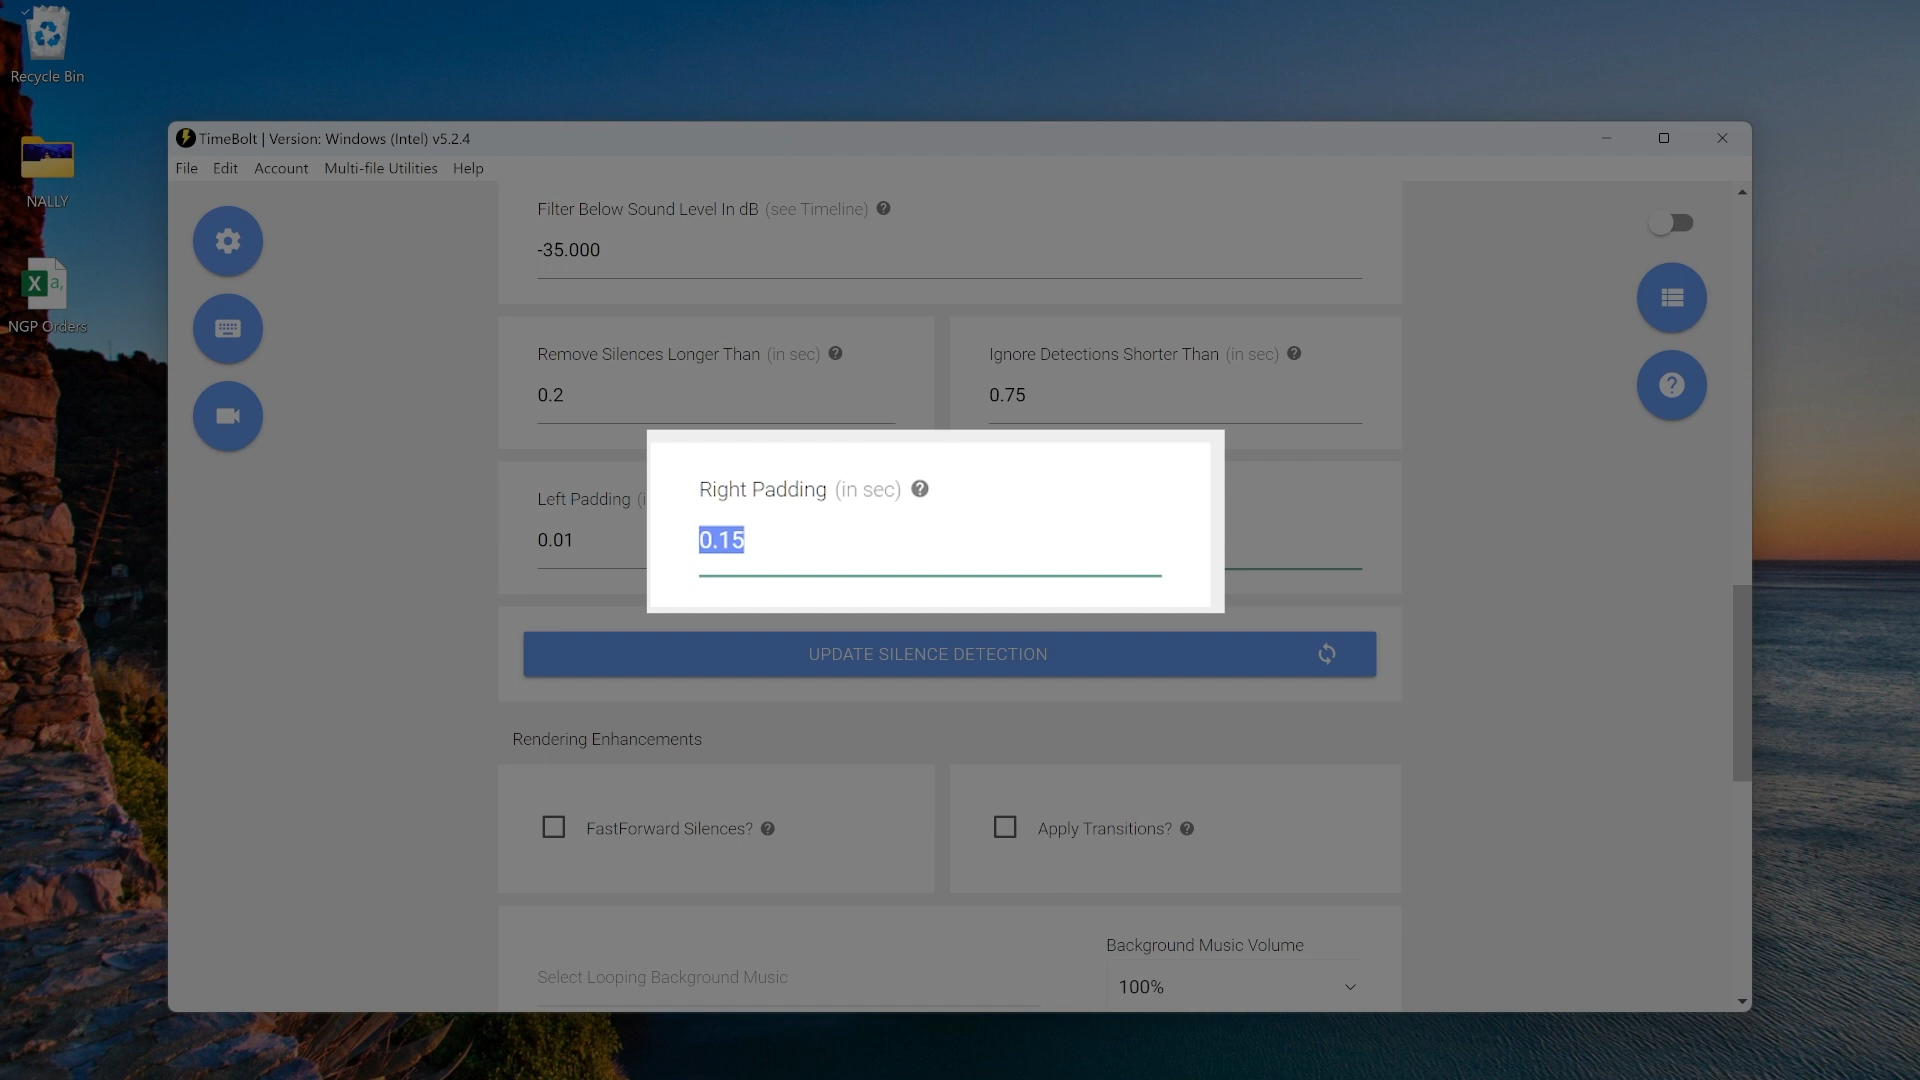 Recycle Bin
NALLY
NGP Orders
TimeBolt | Version: Windows (Intel) v5.2.4
File Edit Account Multi-file Utilities Help
Filter Below Sound Level In dB (see Timeline)
-35.000
Remove Silences Longer Than (in sec)
0.2
Ignore Detections Shorter Than (in sec)
0.75
Left Padding (i
0.01
Right Padding (in sec)
0.15
UPDATE SILENCE DETECTION
Rendering Enhancements
FastForward Silences?
Apply Transitions?
Select Looping Background Music
Background Music Volume
100%